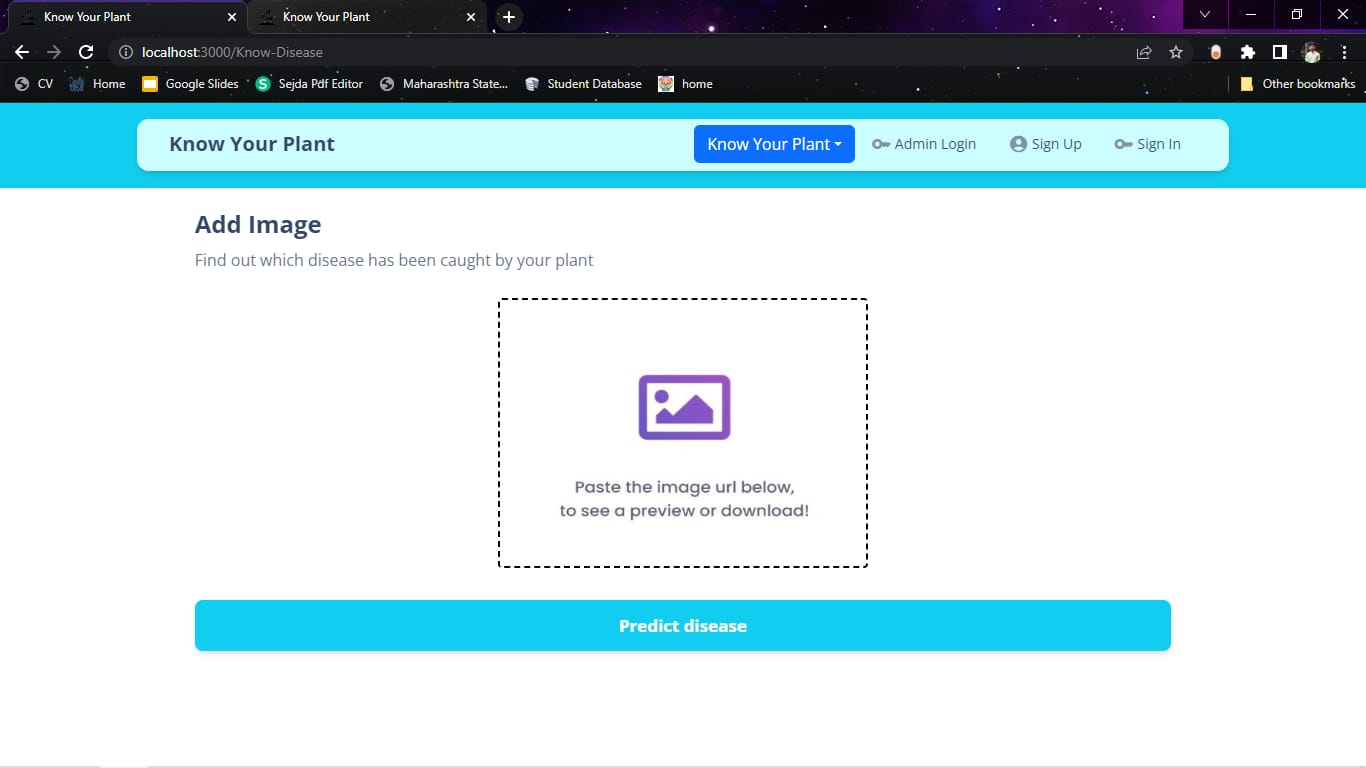 Know Your Plant
Know Your Plant
localhost:3000/Know-Disease
CV
Home
Google Slides
S
Sejda Pdf Editor
Maharashtra State...
Student Database
home
Other bookmarks
Know Your Plant
Know Your Plant
Admin Login
Sign Up
Sign In
Add Image
Find out which disease has been caught by your plant
Paste the image url below,
to see a preview or download!
Predict disease